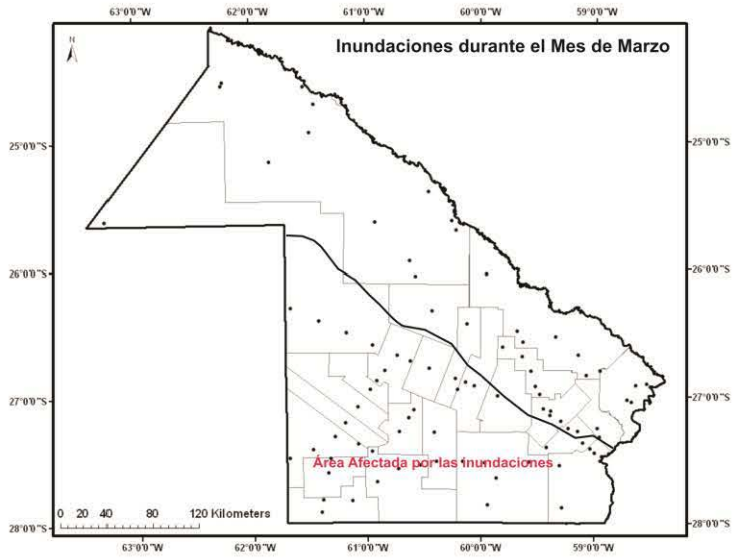 63°0'0"W 62°0'0"W 61°0'0"W 60°0'0"W 59°0'0"W
N
Inundaciones durante el Mes de Marzo
25°0'0"S 25°0'0"S
26°0'0"S 26°0'0"S
27°0'0"S 27°0'0"S
Área Afectada por las Inundaciones
0 20 40 80 120 Kilometers
28°0'0"S 28°0'0"S
63°0'0"W 62°0'0"W 61°0'0"W 60°0'0"W 59°0'0"W